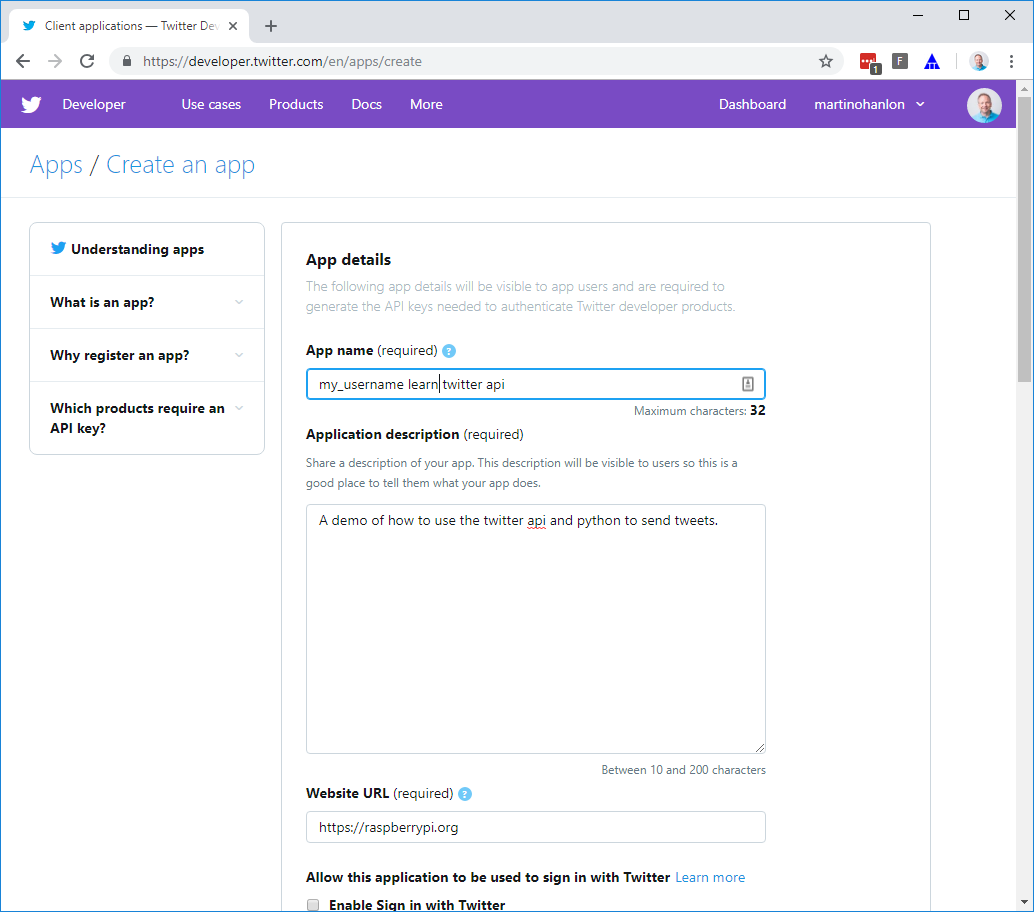 Client applications — Twitter Dev
https://developer.twitter.com/en/apps/create
1
F
Developer Use cases Products Docs More Dashboard martinohanlon
Apps / Create an app
Understanding apps
What is an app?
Why register an app?
Which products require an
API key?
App details
The following app details will be visible to app users and are required to
generate the API keys needed to authenticate Twitter developer products.
App name (required) ?
my_username learn twitter api
Maximum characters: 32
Application description (required)
Share a description of your app. This description will be visible to users so this is a
good place to tell them what your app does.
A demo of how to use the twitter api and python to send tweets.
Between 10 and 200 characters
Website URL (required) ?
https://raspberrypi.org
Allow this application to be used to sign in with Twitter Learn more
Enable Sign in with Twitter